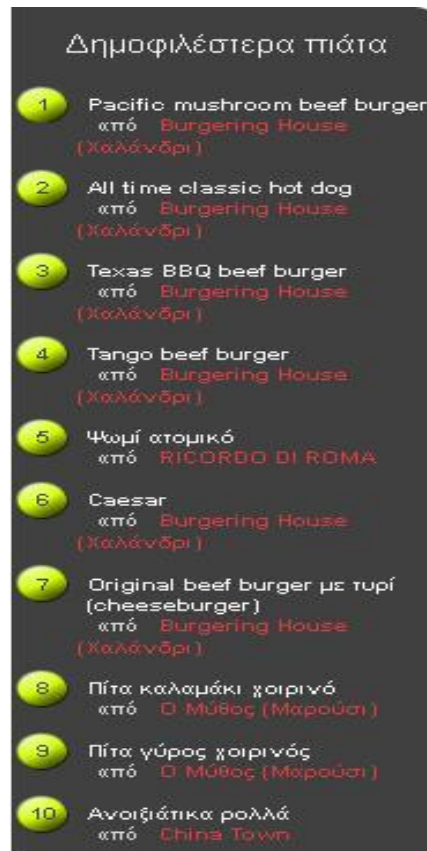 Δημοφιλέστερα πιάτα
1 Pacific mushroom beef burger
από Burgering House
(Χαλάνδρι)
2 All time classic hot dog
από Burgering House
(Χαλάνδρι)
3 Texas BBQ beef burger
από Burgering House
(Χαλάνδρι)
4 Tango beef burger
από Burgering House
(Χαλάνδρι)
5 Ψωμί ατομικό
από RICORDO DI ROMA
6 Caesar
από Burgering House
(Χαλάνδρι)
7 Original beef burger με τυρί
(cheeseburger)
από Burgering House
(Χαλάνδρι)
8 Πίτα καλαμάκι χοιρινό
από Ο Μύθος (Μαρούσι)
9 Πίτα γύρος χοιρινός
από Ο Μύθος (Μαρούσι)
10 Ανοιξιάτικα ρολλά
από China Town